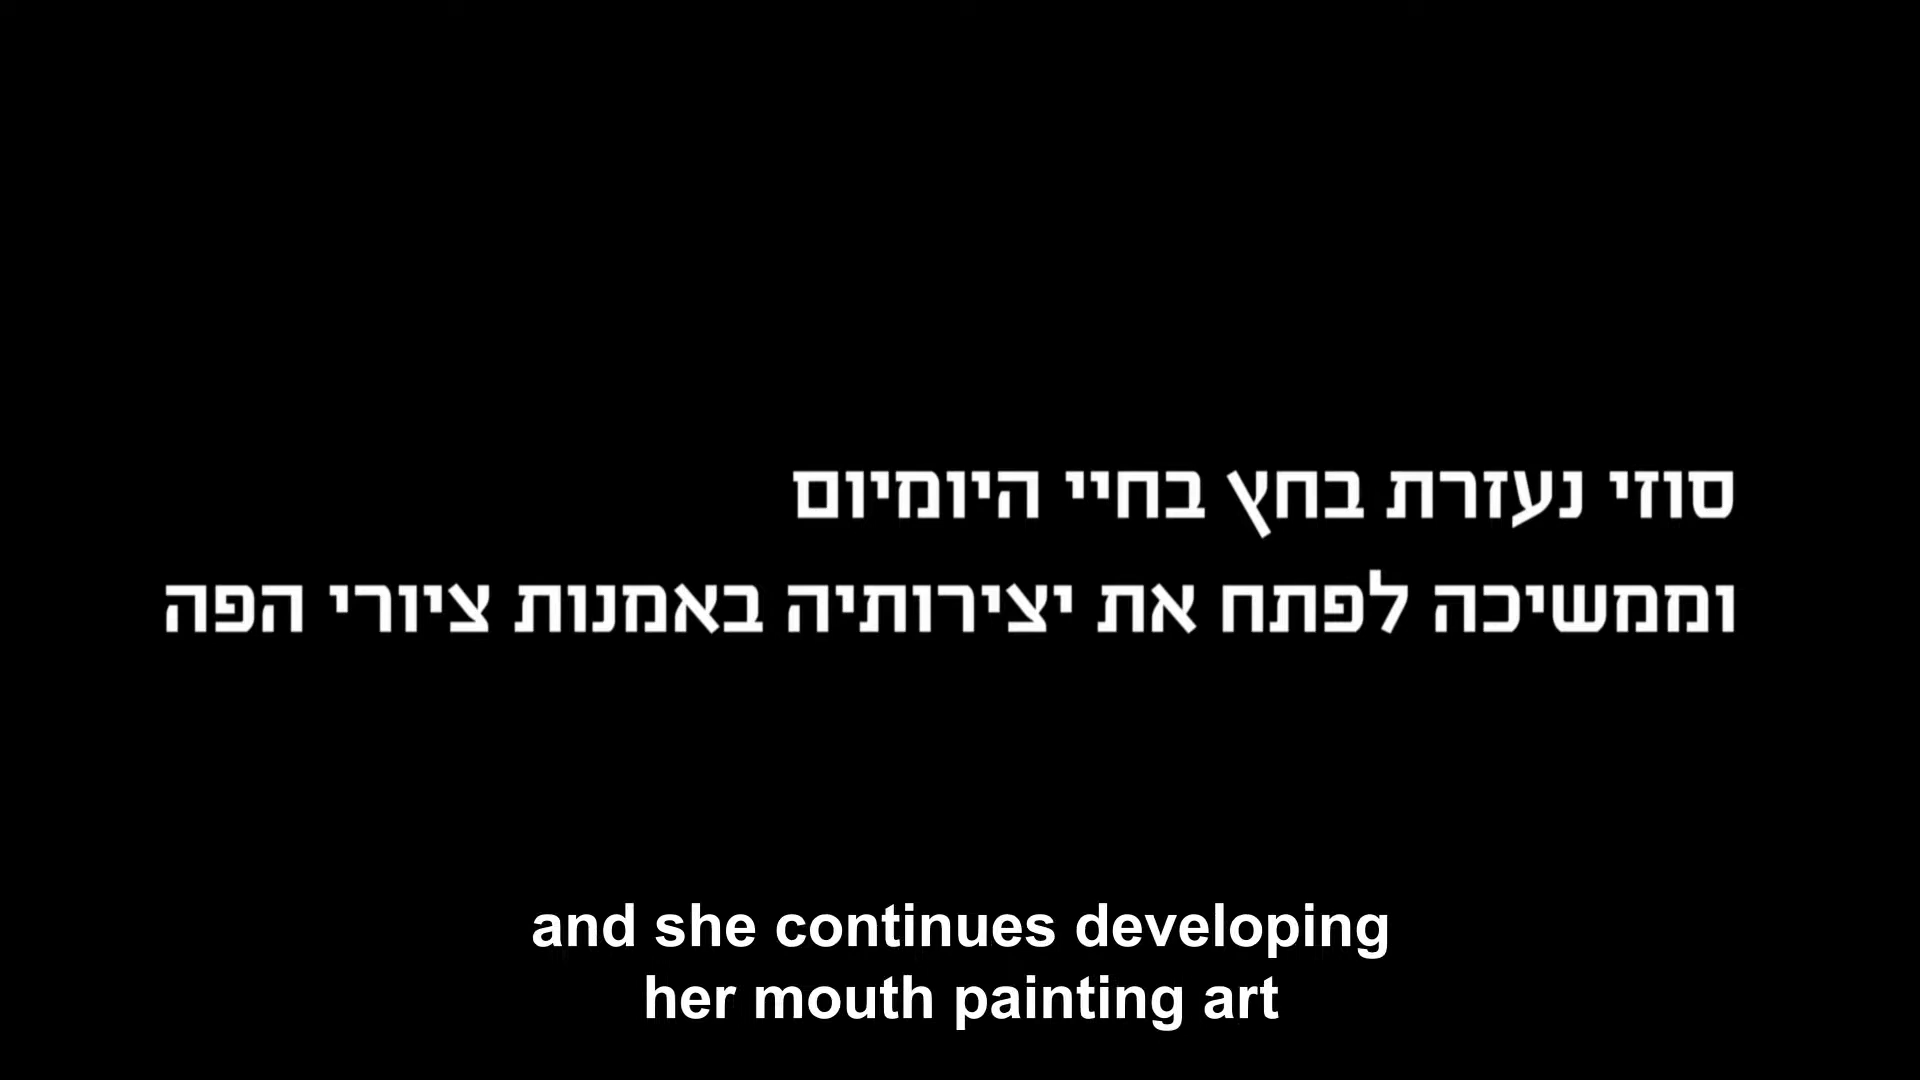 סוזי נעזרת בחץ בחיי היומיום
וממשיכה לפתח את יצירותיה באמנות ציורי הפה
and she continues developing
her mouth painting art